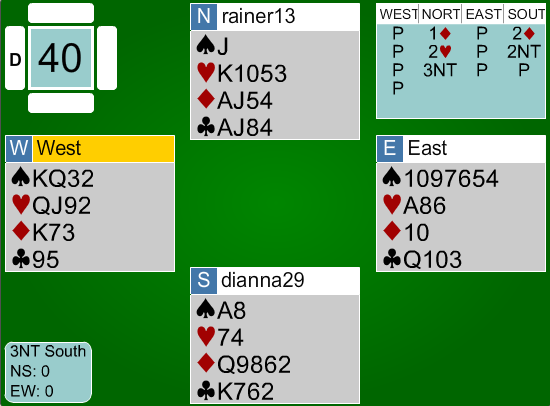 D 40
N rainer13
♠J
♥K1053
♦AJ54
♣AJ84
WEST NORT EAST SOUT
P 1♦ P 2♦
P 2♥ P 2NT
P 3NT P P
P
W West
♠KQ32
♥QJ92
♦K73
♣95
E East
♠1097654
♥A86
♦10
♣Q103
S dianna29
♠A8
♥74
♦Q9862
♣K762
3NT South
NS: 0
EW: 0